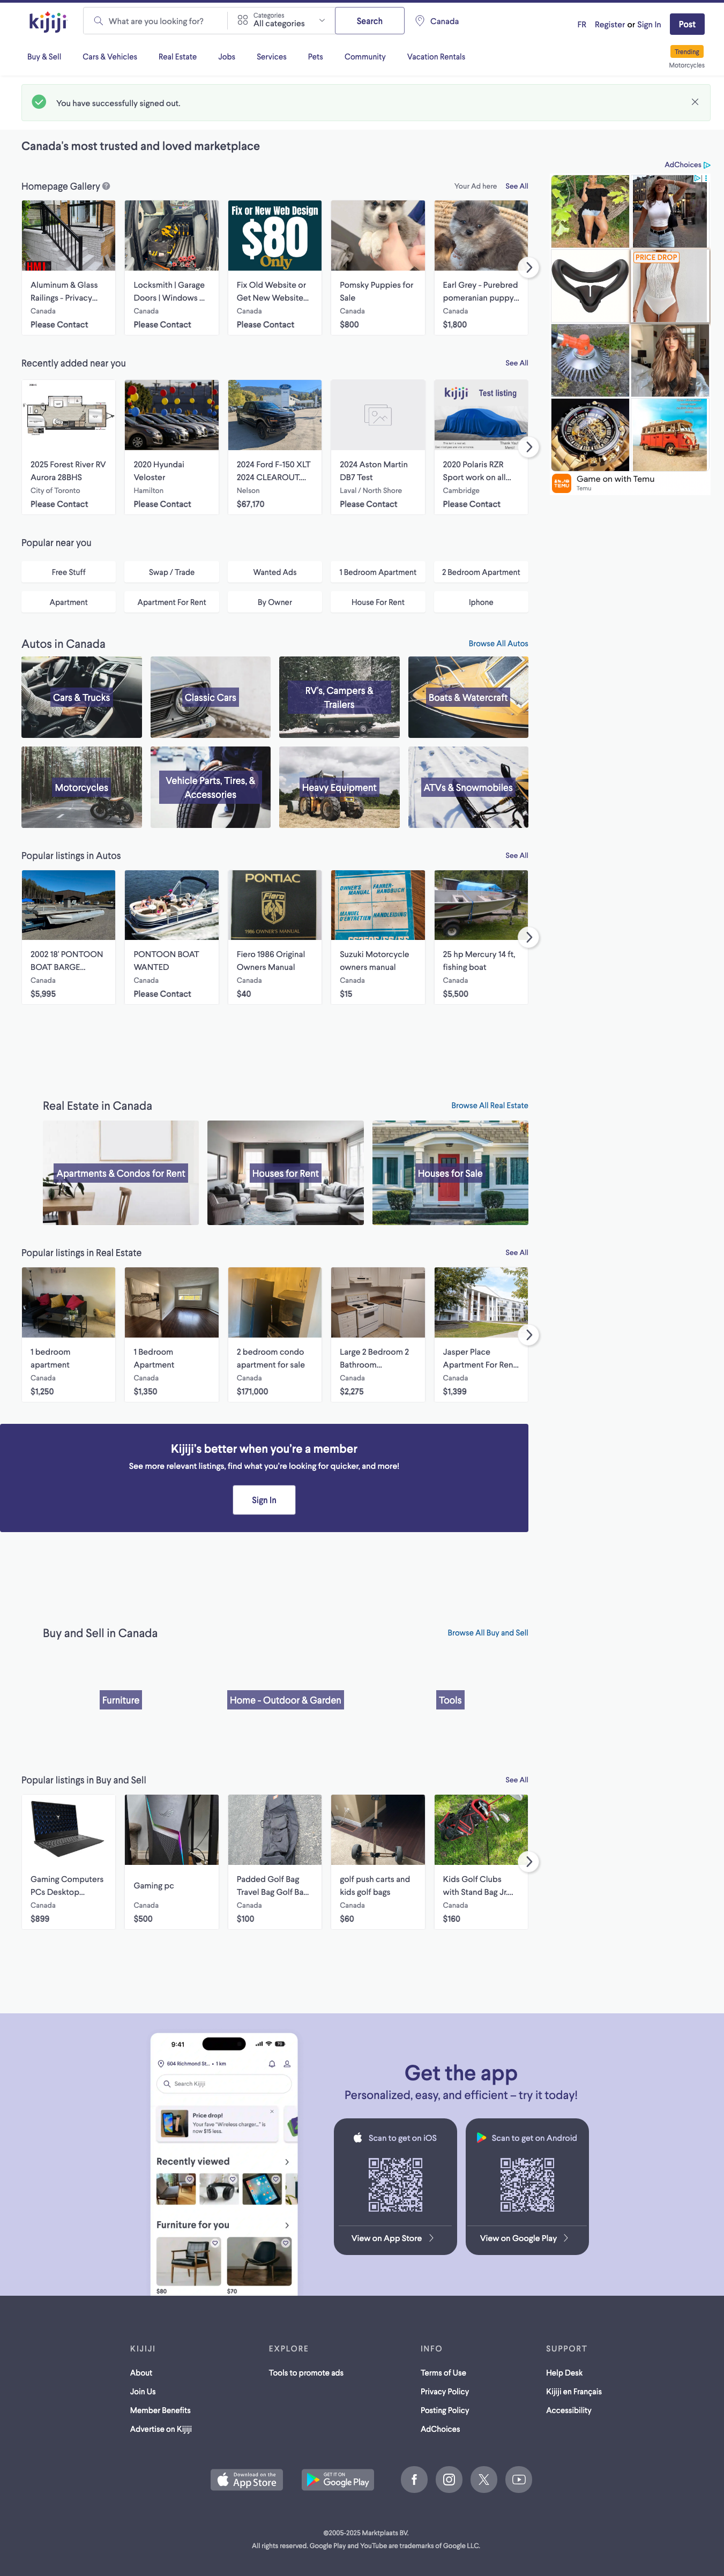 kijiji
What are you looking for?
Categories
All categories
Search
Canada
FR
Register or Sign In
Post
Buy & Sell
Cars & Vehicles
Real Estate
Jobs
Services
Pets
Community
Vacation Rentals
Trending
Motorcycles
You have successfully signed out.
Canada's most trusted and loved marketplace
AdChoices
Homepage Gallery
Your Ad here
See All
Fix or New Web Design
$80
Only
PRICE DROP
Aluminum & Glass
Railings - Privacy...
Canada
Please Contact
Locksmith | Garage
Doors | Windows ...
Canada
Please Contact
Fix Old Website or
Get New Website...
Canada
Please Contact
Pomsky Puppies for
Sale
Canada
$800
Earl Grey - Purebred
pomeranian puppy...
Canada
$1,800
Recently added near you
See All
kijiji Test listing
2025 Forest River RV
Aurora 28BHS
City of Toronto
Please Contact
2020 Hyundai
Veloster
Hamilton
Please Contact
2024 Ford F-150 XLT
2024 CLEAROUT....
Nelson
$67,170
2024 Aston Martin
DB7 Test
Laval / North Shore
Please Contact
2020 Polaris RZR
Sport work on all...
Cambridge
Please Contact
TEMU
Game on with Temu
Temu
Popular near you
Free Stuff
Swap / Trade
Wanted Ads
1 Bedroom Apartment
2 Bedroom Apartment
Apartment
Apartment For Rent
By Owner
House For Rent
Iphone
Autos in Canada
Browse All Autos
Cars & Trucks
Classic Cars
RV's, Campers &
Trailers
Boats & Watercraft
Motorcycles
Vehicle Parts, Tires, &
Accessories
Heavy Equipment
ATVs & Snowmobiles
Popular listings in Autos
See All
PONTIAC
Fiero
1986 OWNER'S MANUAL
2002 18' PONTOON
BOAT BARGE...
Canada
$5,995
PONTOON BOAT
WANTED
Canada
Please Contact
Fiero 1986 Original
Owners Manual
Canada
$40
Suzuki Motorcycle
owners manual
Canada
$15
25 hp Mercury 14 ft,
fishing boat
Canada
$5,500
Real Estate in Canada
Browse All Real Estate
Apartments & Condos for Rent
Houses for Rent
Houses for Sale
Popular listings in Real Estate
See All
1 bedroom
apartment
Canada
$1,250
1 Bedroom
Apartment
Canada
$1,350
2 bedroom condo
apartment for sale
Canada
$171,000
Large 2 Bedroom 2
Bathroom...
Canada
$2,275
Jasper Place
Apartment For Ren...
Canada
$1,399
Kijiji's better when you're a member
See more relevant listings, find what you're looking for quicker, and more!
Sign In
Buy and Sell in Canada
Browse All Buy and Sell
Furniture
Home - Outdoor & Garden
Tools
Popular listings in Buy and Sell
See All
Gaming Computers
PCs Desktop...
Canada
$899
Gaming pc
Canada
$500
Padded Golf Bag
Travel Bag Golf Ba...
Canada
$100
golf push carts and
kids golf bags
Canada
$60
Kids Golf Clubs
with Stand Bag Jr....
Canada
$160
9:41
604 Richmond St... • 1 km
Search Kijiji
Price drop!
Your fave "Wireless charger..." is
now $15 less.
Recently viewed
Furniture for you
$80
$70
Get the app
Personalized, easy, and efficient – try it today!
Scan to get on iOS
View on App Store
Scan to get on Android
View on Google Play
KIJIJI
About
Join Us
Member Benefits
Advertise on Kijiji
EXPLORE
Tools to promote ads
INFO
Terms of Use
Privacy Policy
Posting Policy
AdChoices
SUPPORT
Help Desk
Kijiji en Français
Accessibility
Download on the
App Store
GET IT ON
Google Play
©2005-2025 Marktplaats BV.
All rights reserved. Google Play and YouTube are trademarks of Google LLC.